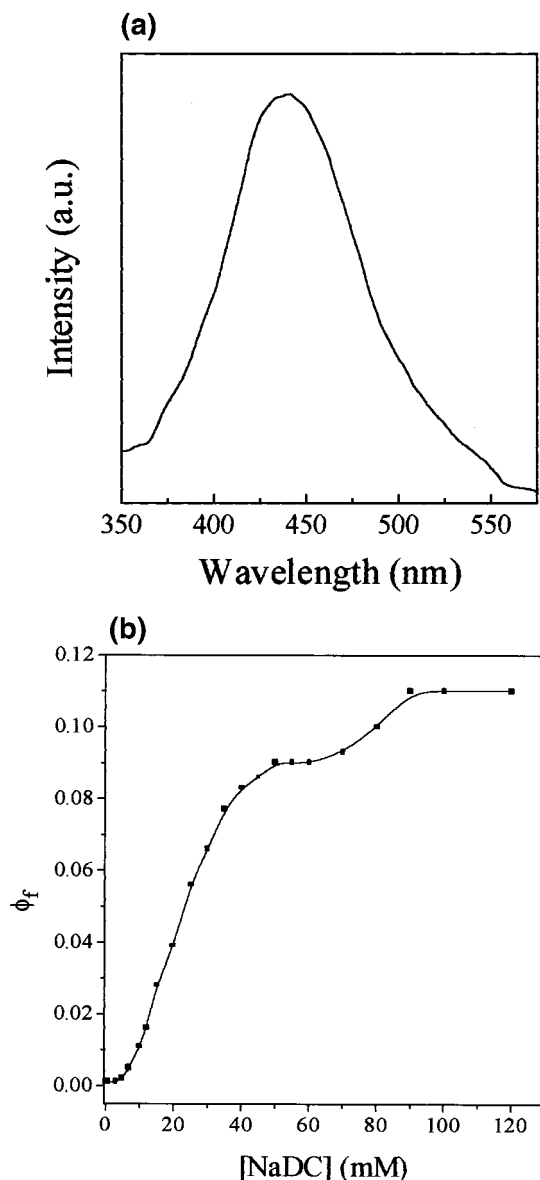 (a)
Intensity (a.u.)
350 400 450 500 550
Wavelength (nm)
(b)
0.12
0.10
0.08
0.06
0.04
0.02
0.00
ϕf
0 20 40 60 80 100 120
[NaDC] (mM)